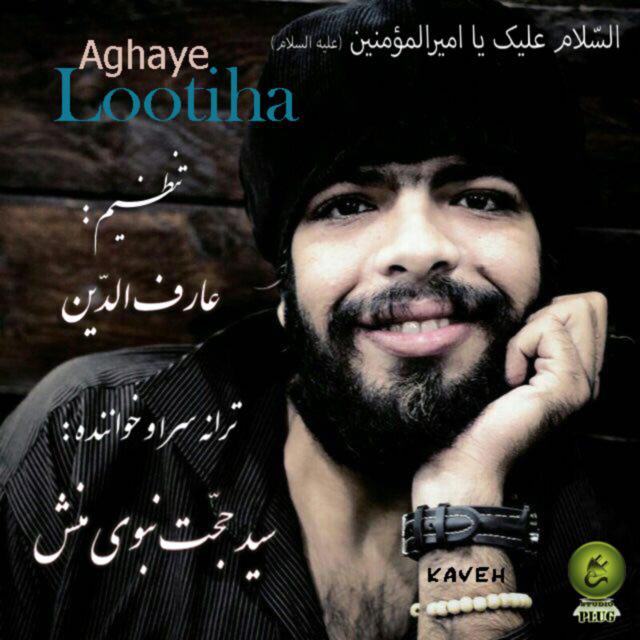 السّلام علیک یا امیرالمؤمنین (علیه السلام)
Aghaye
Lootiha
تنظیم :
عارف الدّین
ترانه سرا و خواننده :
سید حجّت نبوی منش
KAVEH
STUDIO
PLUG